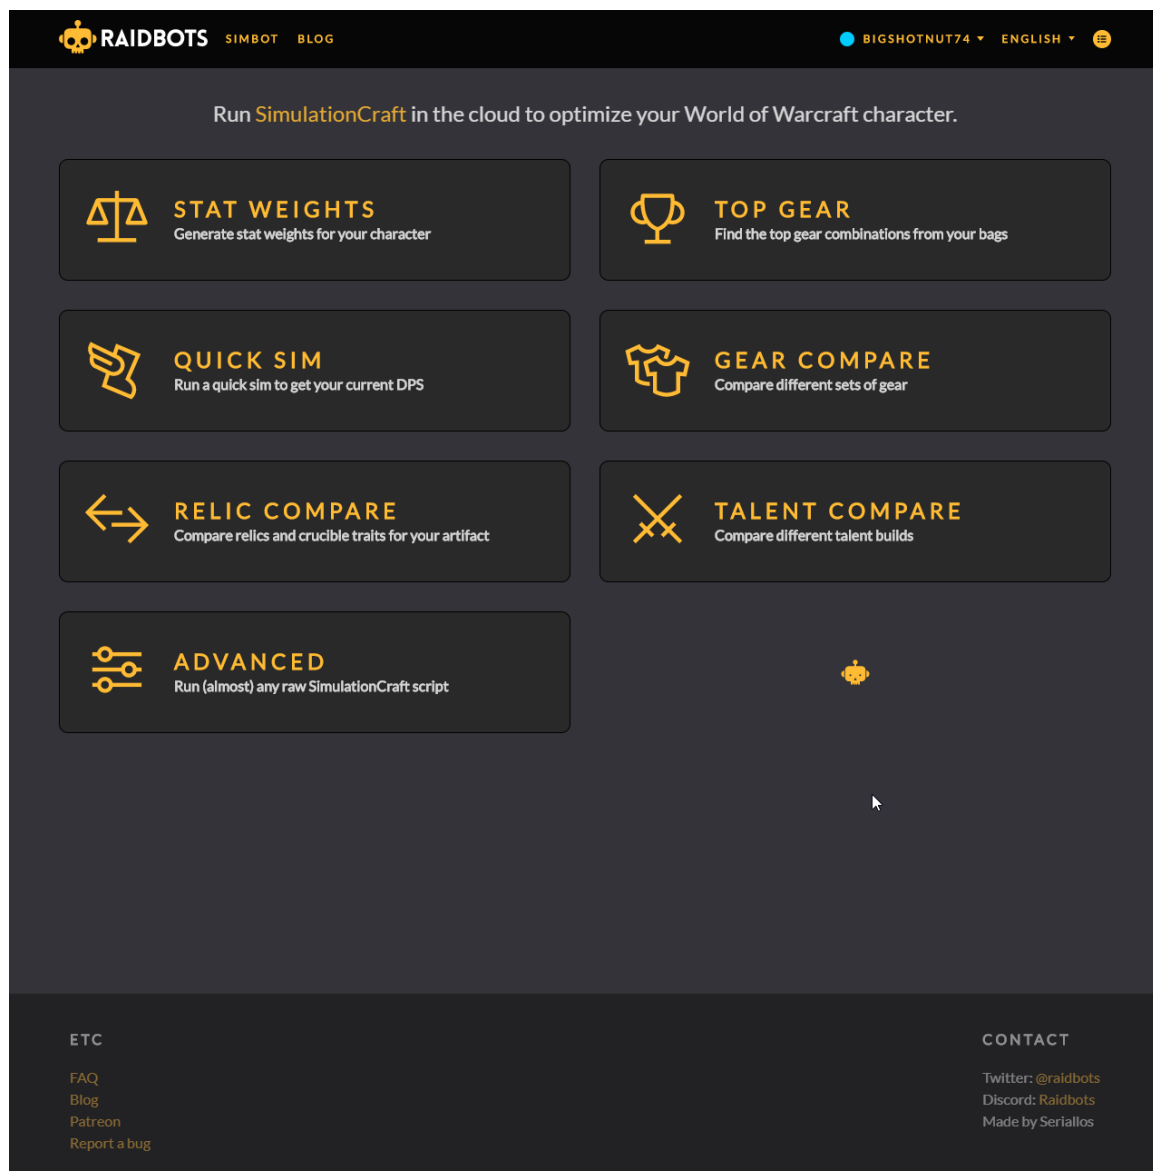 RAIDBOTS SIMBOT BLOG BIGSHOTNUT74 ENGLISH
Run SimulationCraft in the cloud to optimize your World of Warcraft character.
STAT WEIGHTS
Generate stat weights for your character
TOP GEAR
Find the top gear combinations from your bags
QUICK SIM
Run a quick sim to get your current DPS
GEAR COMPARE
Compare different sets of gear
RELIC COMPARE
Compare relics and crucible traits for your artifact
TALENT COMPARE
Compare different talent builds
ADVANCED
Run (almost) any raw SimulationCraft script
ETC
FAQ
Blog
Patreon
Report a bug
CONTACT
Twitter: @raidbots
Discord: Raidbots
Made by Seriallos